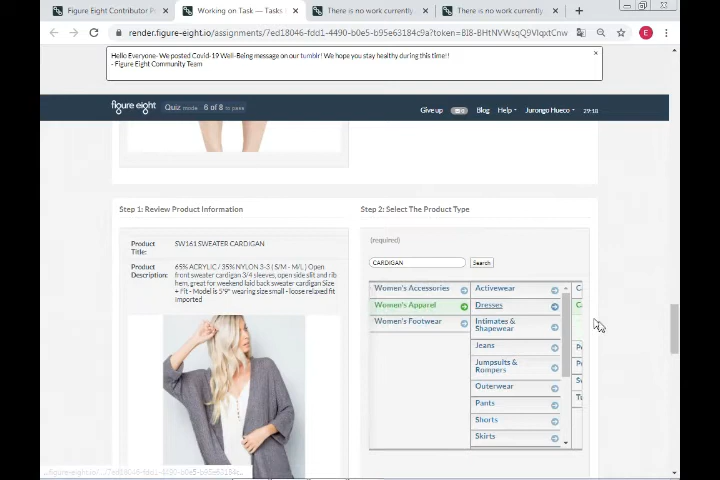 Figure Eight Contributor P
Working on Task — Tasks
There is no work currently
There is no work currently
render.figure-eight.io/assignments/7ed18046-fdd1-4490-b0e5-b95e63184c9a?token=BJ8-BHtNVsqQ9VlqxtCnw
E
Hello Everyone- We posted Covid-19 Well-Being message on our tumblr! We hope you stay healthy during this time!!
- Figure Eight Community Team
figure eight
Quiz MODE 6 of 8 to pass
Give up
Blog
Help
Jurongo Hueco
29:18
Step 1: Review Product Information
Step 2: Select The Product Type
Product Title:
SW161 SWEATER CARDIGAN
Product Description:
65% ACRYLIC / 35% NYLON 3-3 ( S/M - M/L ) Open
front sweater cardigan 3/4 sleeves, open side slit and rib
hem, great for weekend laid back sweater cardigan Size
+ Fit - Model is 5'9" wearing size small - loose relaxed fit
imported
(required)
CARDIGAN
Search
Women's Accessories
Women's Apparel
Women's Footwear
Activewear
Dresses
Intimates &
Shapewear
Jeans
Jumpsuits &
Rompers
Outerwear
Pants
Shorts
Skirts